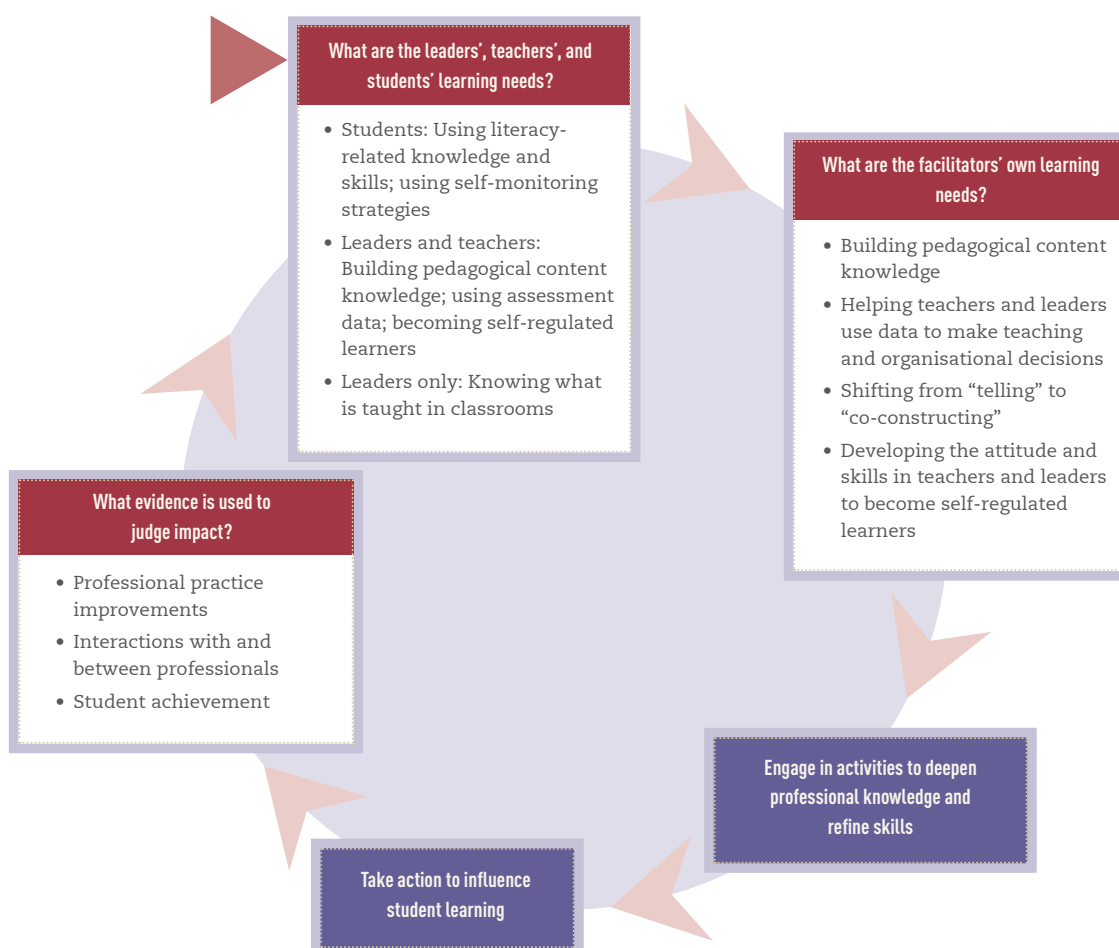 What are the leaders’, teachers’, and
students’ learning needs?
• Students: Using literacy-
related knowledge and
skills; using self-monitoring
strategies
• Leaders and teachers:
Building pedagogical content
knowledge; using assessment
data; becoming self-regulated
learners
• Leaders only: Knowing what
is taught in classrooms
What are the facilitators’ own learning
needs?
• Building pedagogical content
knowledge
• Helping teachers and leaders
use data to make teaching
and organisational decisions
• Shifting from “telling” to
“co-constructing”
• Developing the attitude and
skills in teachers and leaders
to become self-regulated
learners
Engage in activities to deepen
professional knowledge and
refine skills
Take action to influence
student learning
What evidence is used to
judge impact?
• Professional practice
improvements
• Interactions with and
between professionals
• Student achievement